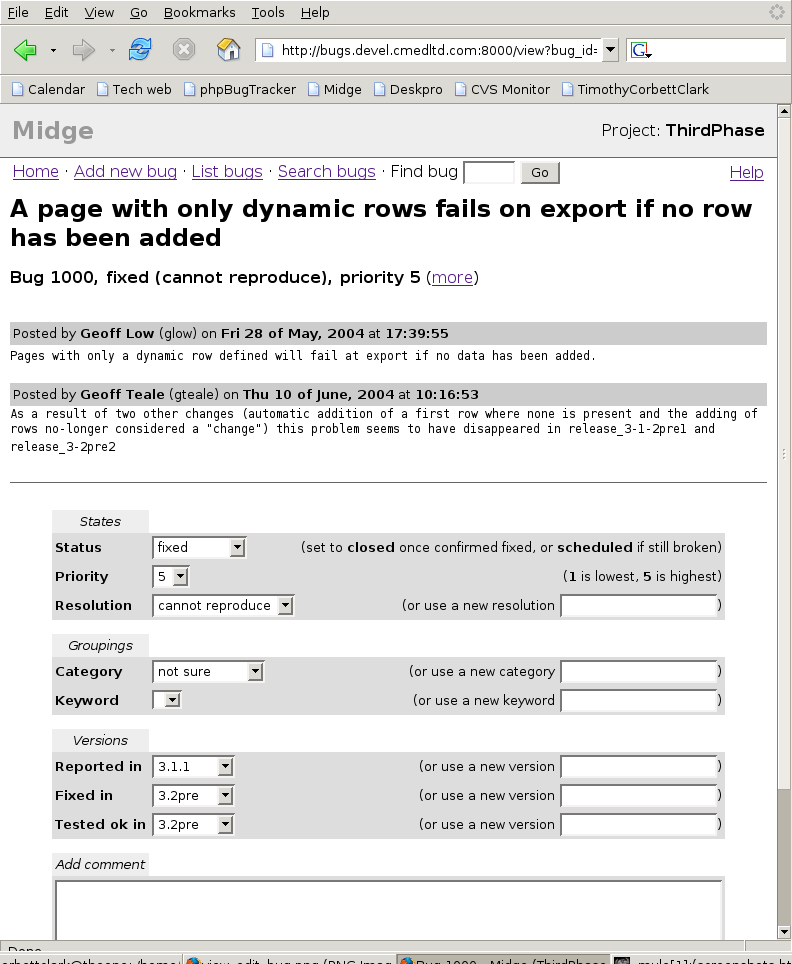 File Edit View Go Bookmarks Tools Help
http://bugs.devel.cmedltd.com:8000/view?bug_id= G
Calendar Tech web phpBugTracker Midge Deskpro CVS Monitor TimothyCorbettClark
Midge Project: ThirdPhase
Home · Add new bug · List bugs · Search bugs · Find bug Go Help
A page with only dynamic rows fails on export if no row
has been added
Bug 1000, fixed (cannot reproduce), priority 5 (more)
Posted by Geoff Low (glow) on Fri 28 of May, 2004 at 17:39:55
Pages with only a dynamic row defined will fail at export if no data has been added.
Posted by Geoff Teale (gteale) on Thu 10 of June, 2004 at 10:16:53
As a result of two other changes (automatic addition of a first row where none is present and the adding of
rows no-longer considered a "change") this problem seems to have disappeared in release_3-1-2pre1 and
release_3-2pre2
States
Status fixed (set to closed once confirmed fixed, or scheduled if still broken)
Priority 5 (1 is lowest, 5 is highest)
Resolution cannot reproduce (or use a new resolution )
Groupings
Category not sure (or use a new category )
Keyword (or use a new keyword )
Versions
Reported in 3.1.1 (or use a new version )
Fixed in 3.2pre (or use a new version )
Tested ok in 3.2pre (or use a new version )
Add comment
Done
view_edit_bug.png (PNG Imag Bug 1000 - Midge (ThirdPhase